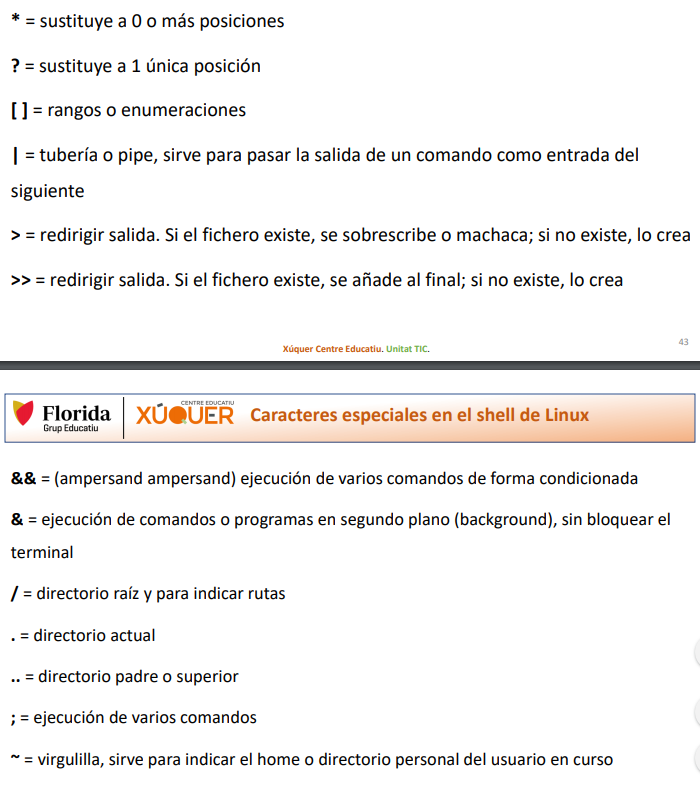 * = sustituye a 0 o más posiciones
? = sustituye a 1 única posición
[ ] = rangos o enumeraciones
| = tubería o pipe, sirve para pasar la salida de un comando como entrada del
siguiente
> = redirigir salida. Si el fichero existe, se sobrescribe o machaca; si no existe, lo crea
>> = redirigir salida. Si el fichero existe, se añade al final; si no existe, lo crea
Xúquer Centre Educatiu. Unitat TIC.
43
Florida
Grup Educatiu
CENTRE EDUCATIU
XÚQUER
Caracteres especiales en el shell de Linux
&& = (ampersand ampersand) ejecución de varios comandos de forma condicionada
& = ejecución de comandos o programas en segundo plano (background), sin bloquear el
terminal
/ = directorio raíz y para indicar rutas
. = directorio actual
.. = directorio padre o superior
; = ejecución de varios comandos
~ = virgulilla, sirve para indicar el home o directorio personal del usuario en curso